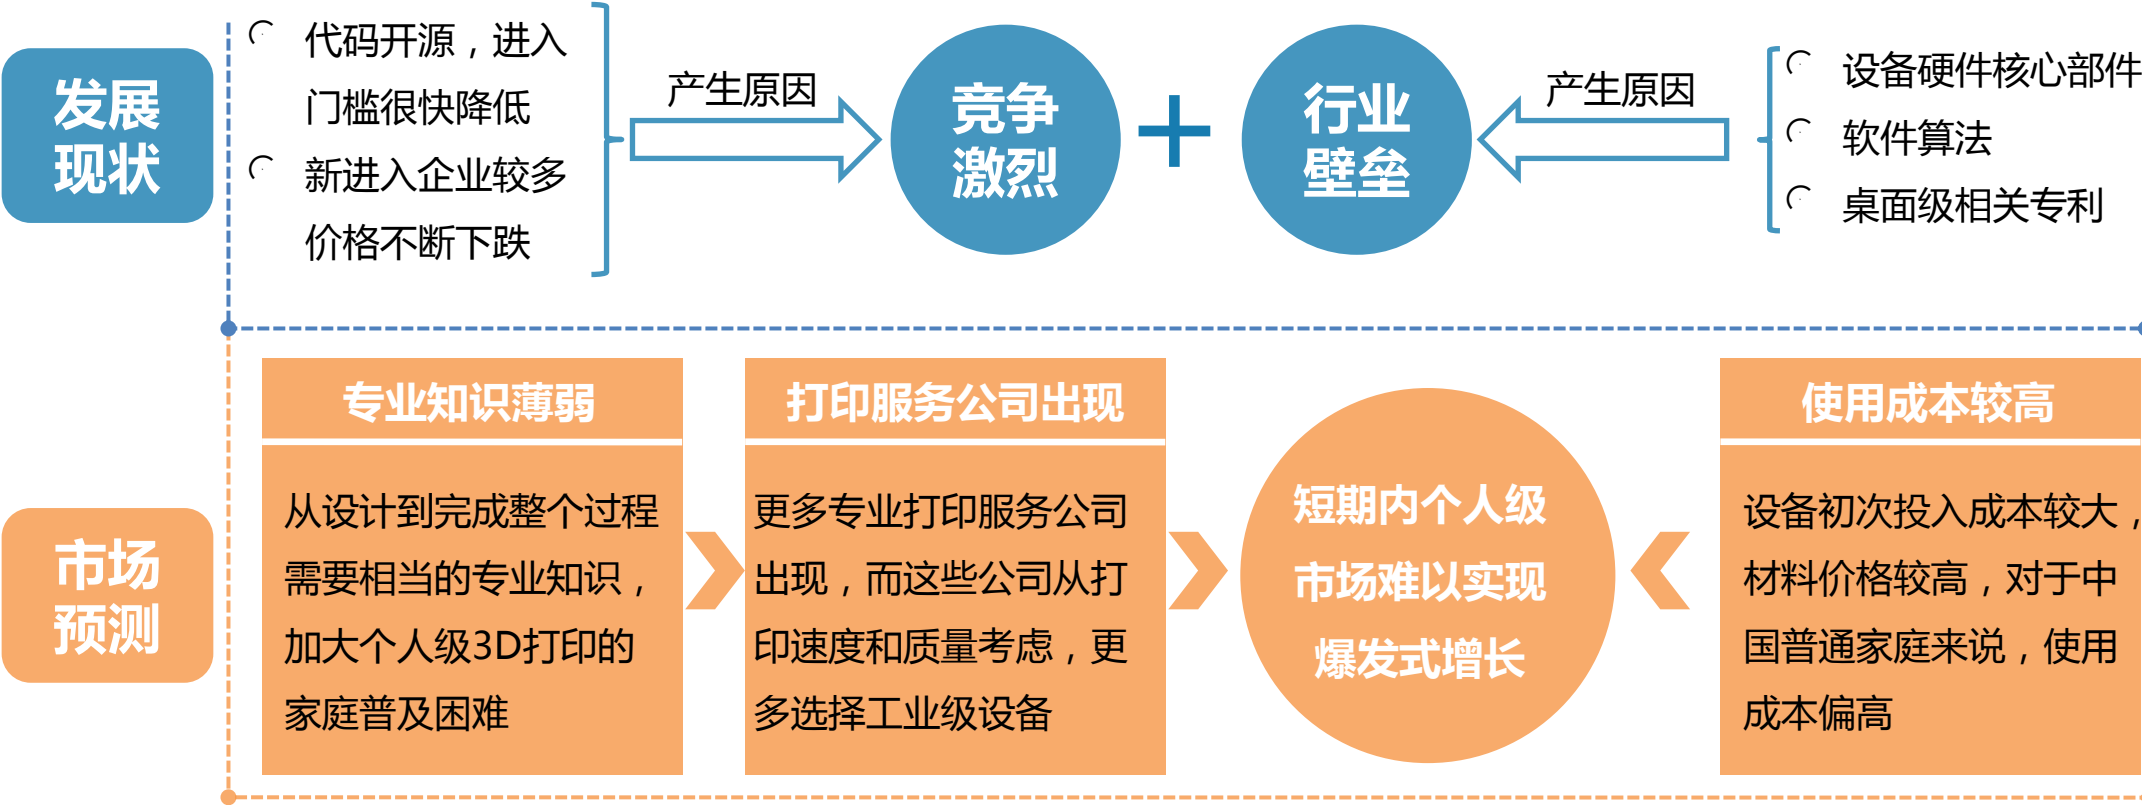 发展
现状
代码开源，进入
门槛很快降低
新进入企业较多
价格不断下跌
产生原因
竞争
激烈
+
行业
壁垒
产生原因
设备硬件核心部件
软件算法
桌面级相关专利
市场
预测
专业知识薄弱
从设计到完成整个过程
需要相当的专业知识，
加大个人级3D打印的
家庭普及困难
打印服务公司出现
更多专业打印服务公司
出现，而这些公司从打
印速度和质量考虑，更
多选择工业级设备
短期内个人级
市场难以实现
爆发式增长
使用成本较高
设备初次投入成本较大，
材料价格较高，对于中
国普通家庭来说，使用
成本偏高